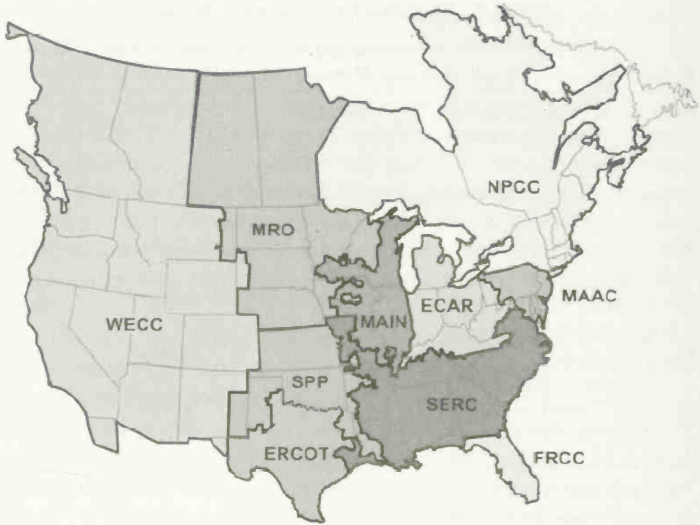 NPCC
MRO
MAAC
ECAR
WECC
MAIN
SPP
SERC
ERCOT
FRCC